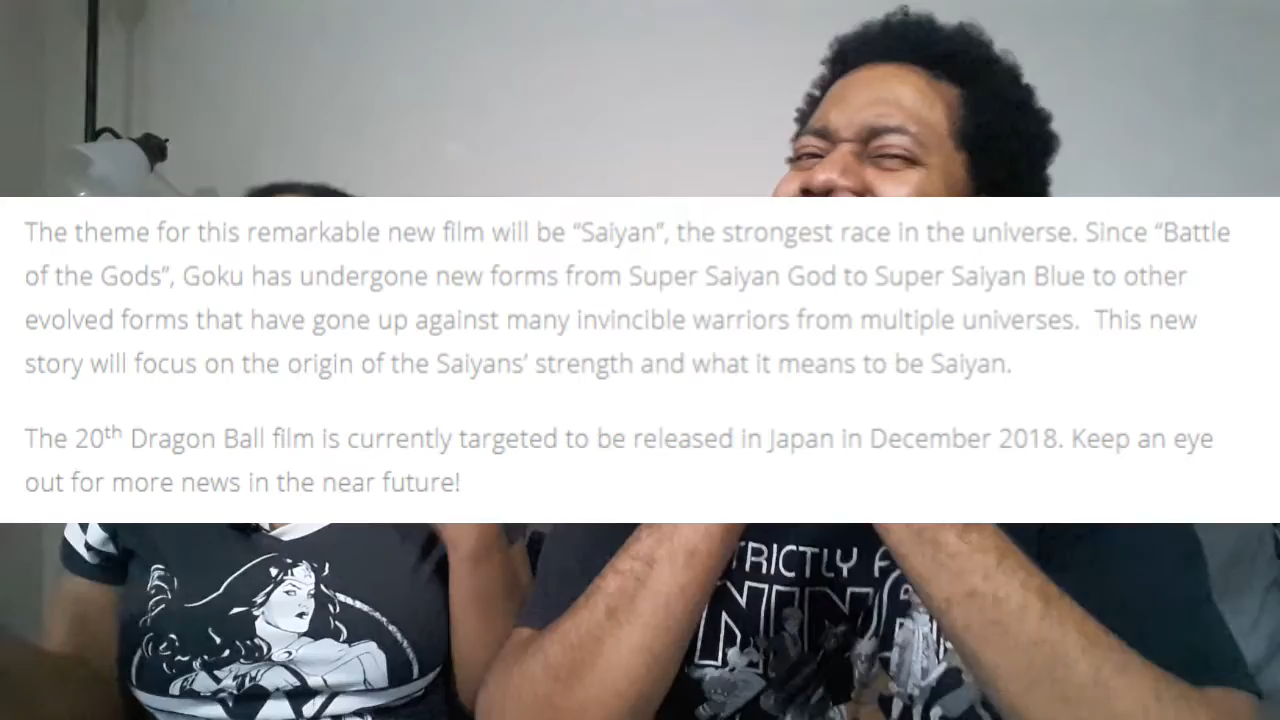 The theme for this remarkable new film will be “Saiyan”, the strongest race in the universe. Since “Battle
of the Gods”, Goku has undergone new forms from Super Saiyan God to Super Saiyan Blue to other
evolved forms that have gone up against many invincible warriors from multiple universes.  This new
story will focus on the origin of the Saiyans’ strength and what it means to be Saiyan.
The 20th Dragon Ball film is currently targeted to be released in Japan in December 2018. Keep an eye
out for more news in the near future!